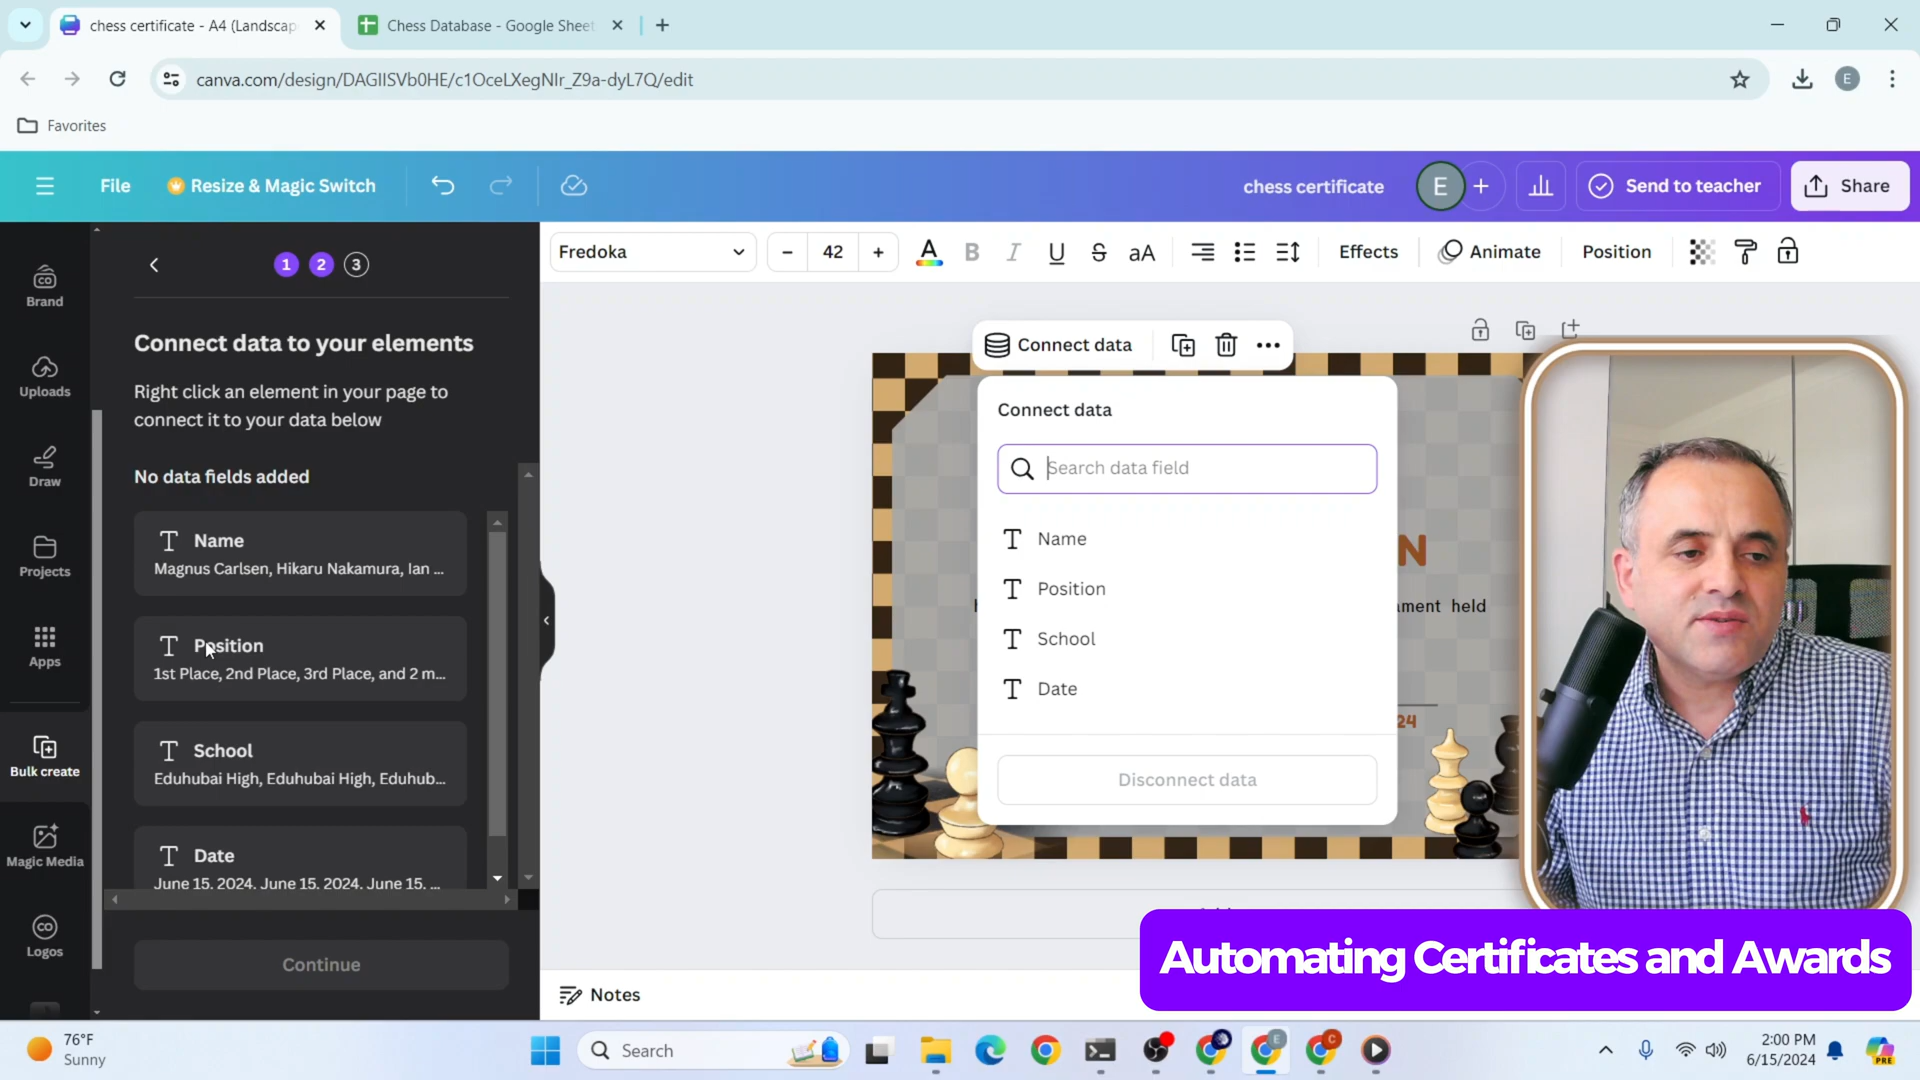 chess certificate - A4 (Landscap
Chess Database - Google Sheet
canva.com/design/DAGIISVb0HE/c1OceLXegNIr_Z9a-dyL7Q/edit
E
Favorites
File
Resize & Magic Switch
chess certificate
E
Send to teacher
Share
Brand
Uploads
Draw
Projects
Apps
Bulk create
Magic Media
Logos
1 2 3
Connect data to your elements
Right click an element in your page to
connect it to your data below
No data fields added
Name
Magnus Carlsen, Hikaru Nakamura, Ian ...
Position
1st Place, 2nd Place, 3rd Place, and 2 m...
School
Eduhubai High, Eduhubai High, Eduhub...
Date
June 15, 2024, June 15, 2024, June 15, ...
Continue
Fredoka
42
aA
Effects
Animate
Position
Connect data
Connect data
Search data field
Name
Position
School
Date
Disconnect data
N
ment held
24
Automating Certificates and Awards
Notes
76°F
Sunny
Search
2:00 PM
6/15/2024
PRE